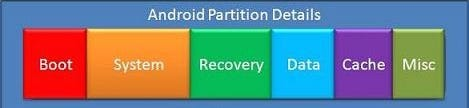 Android Partition Details
Boot System Recovery Data Cache Misc